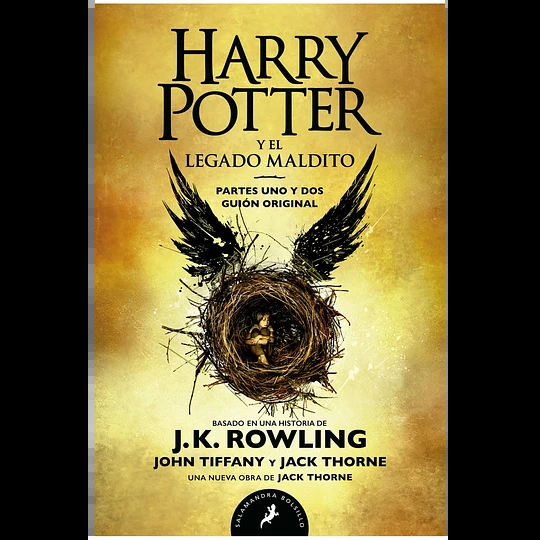 HARRY
POTTER
Y EL
LEGADO MALDITO
PARTES UNO Y DOS
GUIÓN ORIGINAL
BASADO EN UNA HISTORIA DE
J.K. ROWLING
JOHN TIFFANY Y JACK THORNE
UNA NUEVA OBRA DE JACK THORNE
SALAMANDRA BOLSILLO